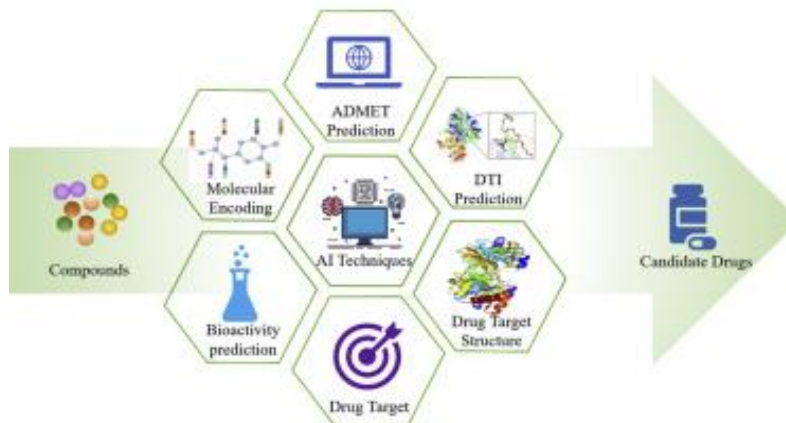 Compounds
Molecular
Encoding
Bioactivity
prediction
ADMET
Prediction
AI Techniques
Drug Target
DTI
Prediction
Drug Target
Structure
Candidate Drugs